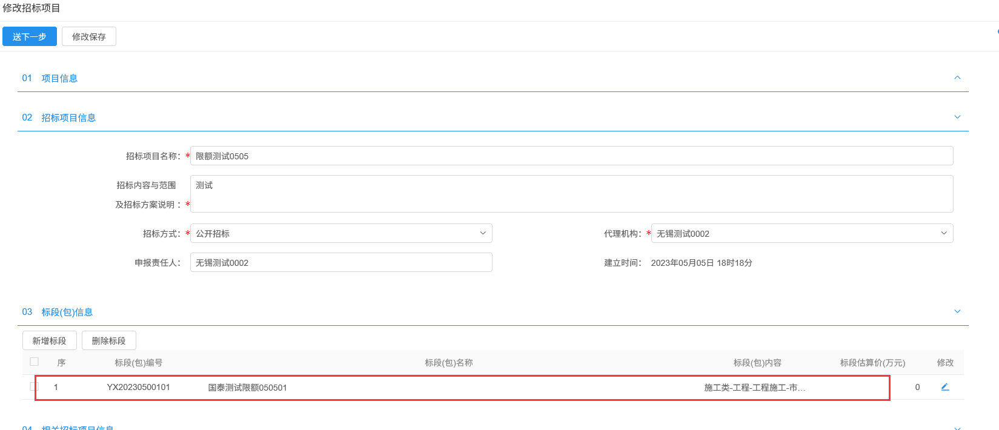 修改招标项目
送下一步 修改保存
01 项目信息
02 招标项目信息
招标项目名称：* 限额测试0505
招标内容与范围 测试
及招标方案说明 ：*
招标方式：* 公开招标 代理机构：* 无锡测试0002
申报责任人： 无锡测试0002 建立时间： 2023年05月05日 18时18分
03 标段(包)信息
新增标段 删除标段
序 标段(包)编号 标段(包)名称 标段(包)内容 标段估算价(万元) 修改
1 YX20230500101 国泰测试限额050501 施工类-工程-工程施工-市... 0
04 相关招标项目信息